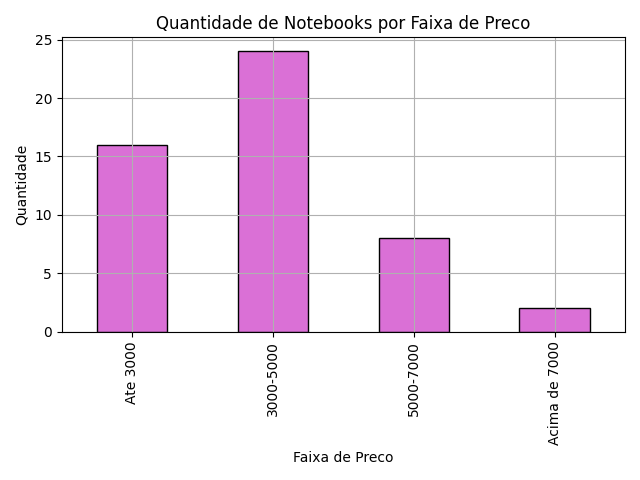 Quantidade de Notebooks por Faixa de Preco
Quantidade
25
20
15
10
5
0
Ate 3000
3000-5000
5000-7000
Acima de 7000
Faixa de Preco